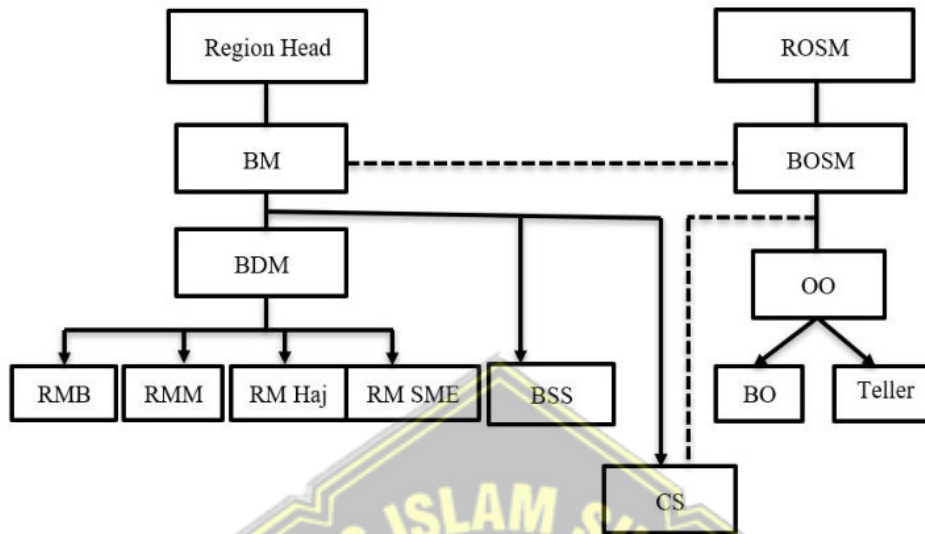 Region Head
ROSM
BM
BOSM
BDM
OO
RMB
RMM
RM Haj
RM SME
BSS
BO
Teller
CS
ISLAM